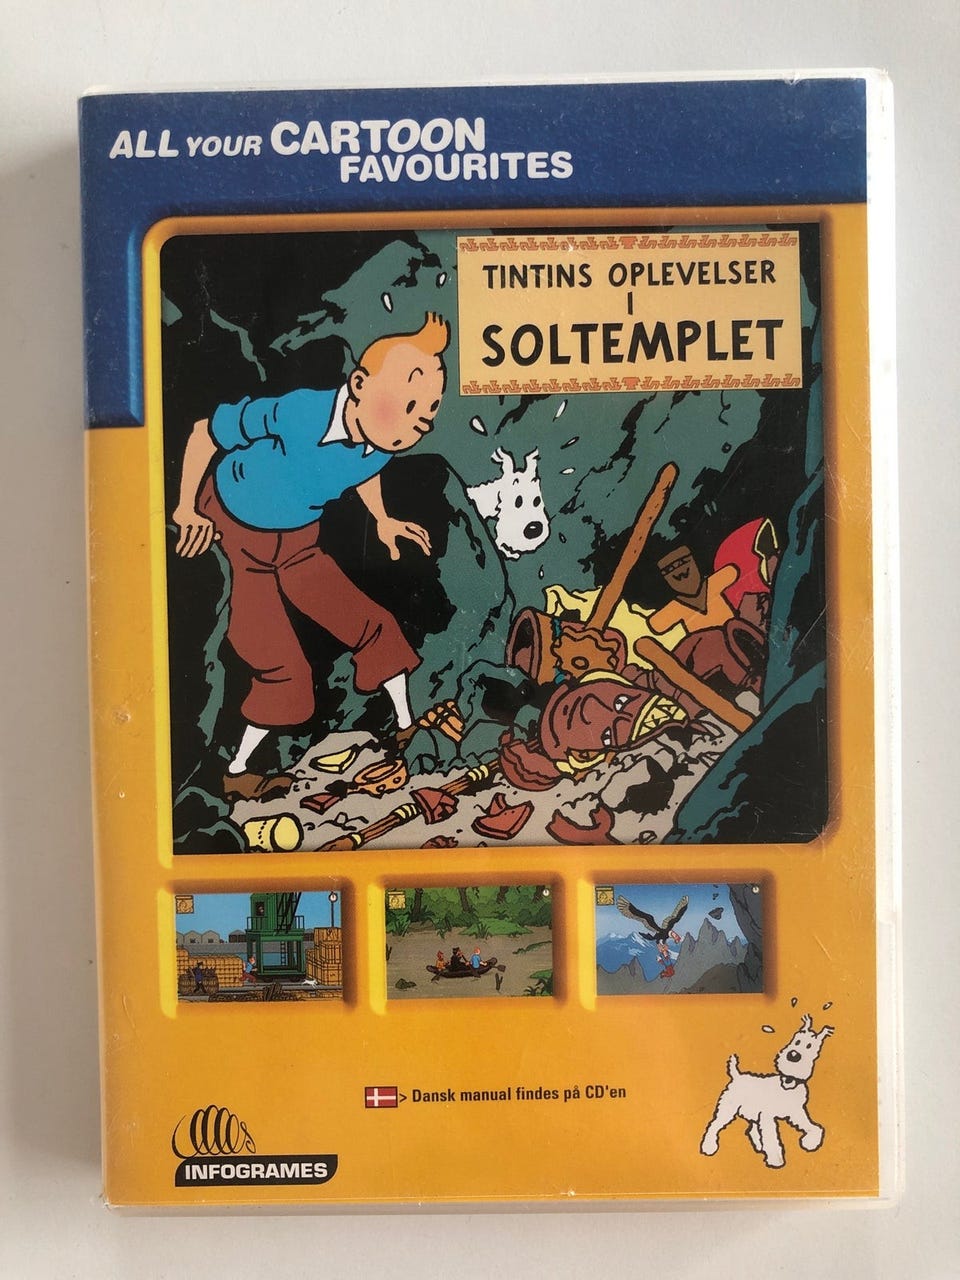 ALL YOUR CARTOON
FAVOURITES
TINTINS OPLEVELSER
I
SOLTEMPLET
> Dansk manual findes på CD'en
INFOGRAMES